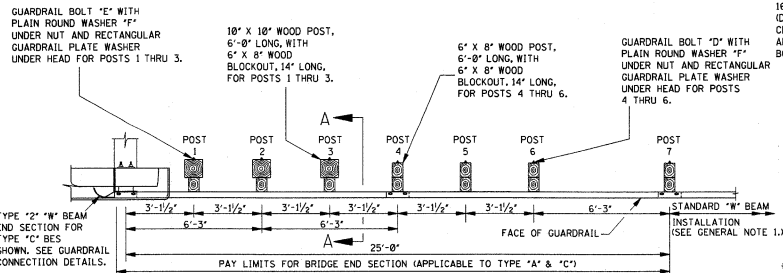 GUARDRAIL BOLT "E" WITH
PLAIN ROUND WASHER "F"
UNDER NUT AND RECTANGULAR
GUARDRAIL PLATE WASHER
UNDER HEAD FOR POSTS 1 THRU 3.
10" X 10" WOOD POST,
6'-0" LONG, WITH
6" X 8" WOOD
BLOCKOUT, 14" LONG,
FOR POSTS 1 THRU 3.
6" X 8" WOOD POST,
6'-0" LONG, WITH
6" X 8" WOOD
BLOCKOUT, 14" LONG,
FOR POSTS 4 THRU 6.
GUARDRAIL BOLT "D" WITH
PLAIN ROUND WASHER "F"
UNDER NUT AND RECTANGULAR
GUARDRAIL PLATE WASHER
UNDER HEAD FOR POSTS
4 THRU 6.
16
(D
A
POST 1
POST 2
POST 3
POST 4
POST 5
POST 6
POST 7
A
3'-1½" 3'-1½" 3'-1½" 3'-1½" 3'-1½" 3'-1½" 6'-3"
6'-3" 6'-3"
A
FACE OF GUARDRAIL
STANDARD "W" BEAM
INSTALLATION
(SEE GENERAL NOTE 1.)
25'-0"
TYPE "2" "W" BEAM
END SECTION FOR
TYPE "C" BES
SHOWN. SEE GUARDRAIL
CONNECTION DETAILS.
PAY LIMITS FOR BRIDGE END SECTION (APPLICABLE TO TYPE "A" & "C")